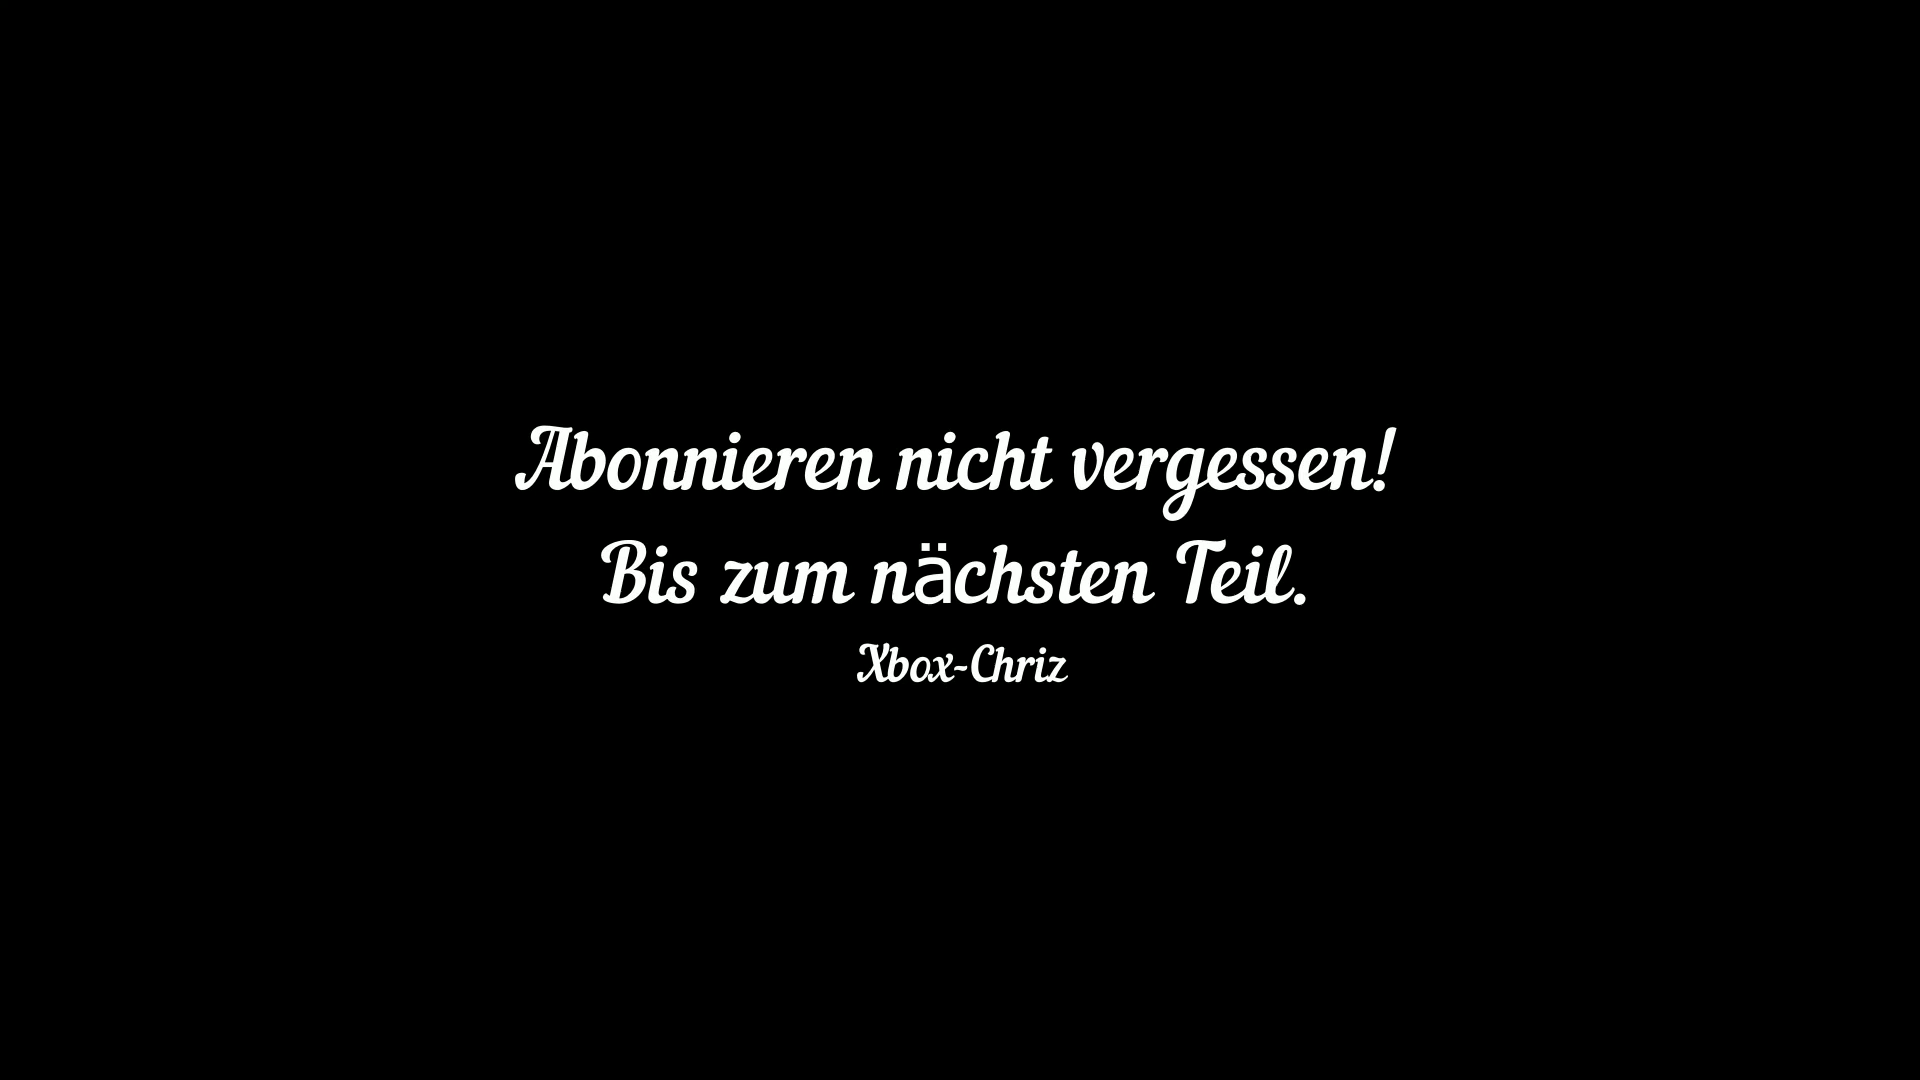 Abonnieren nicht vergessen!
Bis zum nächsten Teil.
Xbox-Chriz